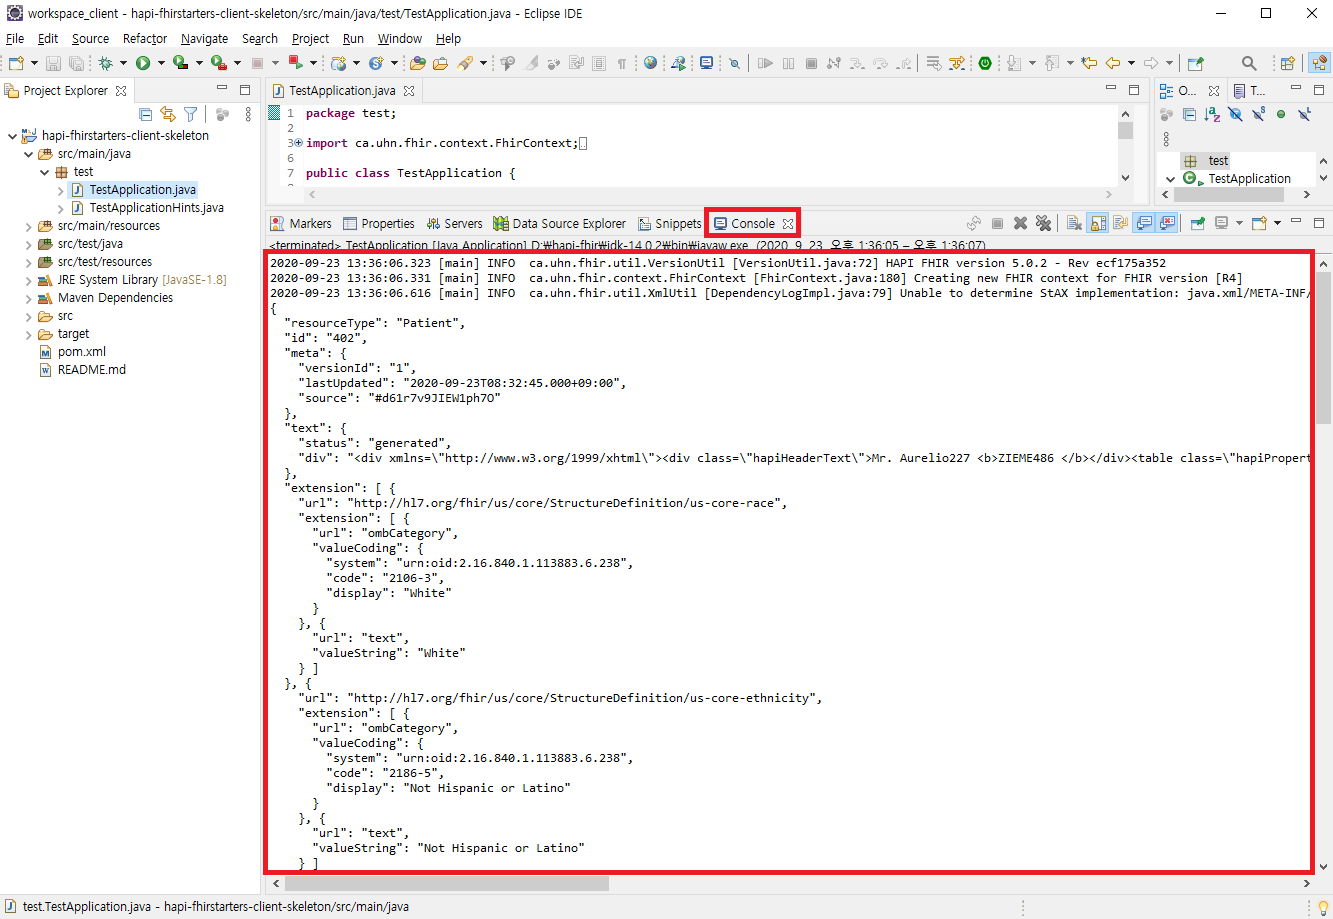 workspace_client - hapi-fhirstarters-client-skeleton/src/main/java/test/TestApplication.java - Eclipse IDE
File Edit Source Refactor Navigate Search Project Run Window Help
Project Explorer
hapi-fhirstarters-client-skeleton
src/main/java
test
TestApplication.java
TestApplicationHints.java
src/main/resources
src/test/java
src/test/resources
JRE System Library [JavaSE-1.8]
Maven Dependencies
src
target
pom.xml
README.md
TestApplication.java
1 package test;
2
3 import ca.uhn.fhir.context.FhirContext;
6
7 public class TestApplication {
O...
T...
test
TestApplication
Markers Properties Servers Data Source Explorer Snippets Console
<terminated> TestApplication [Java Application] D:₩hapi-fhir₩jdk-14.0.2₩bin₩javaw.exe (2020. 9. 23. 오후 1:36:05 – 오후 1:36:07)
2020-09-23 13:36:06.323 [main] INFO  ca.uhn.fhir.util.VersionUtil [VersionUtil.java:72] HAPI FHIR version 5.0.2 - Rev ecf175a352
2020-09-23 13:36:06.331 [main] INFO  ca.uhn.fhir.context.FhirContext [FhirContext.java:180] Creating new FHIR context for FHIR version [R4]
2020-09-23 13:36:06.616 [main] INFO  ca.uhn.fhir.util.XmlUtil [DependencyLogImpl.java:79] Unable to determine StAX implementation: java.xml/META-INF/
{
  "resourceType": "Patient",
  "id": "402",
  "meta": {
    "versionId": "1",
    "lastUpdated": "2020-09-23T08:32:45.000+09:00",
    "source": "#d61r7v9JIEW1ph7O"
  },
  "text": {
    "status": "generated",
    "div": "<div xmlns=\"http://www.w3.org/1999/xhtml\"><div class=\"hapiHeaderText\">Mr. Aurelio227 <b>ZIEME486 </b></div><table class=\"hapiPropert
  },
  "extension": [ {
    "url": "http://hl7.org/fhir/us/core/StructureDefinition/us-core-race",
    "extension": [ {
      "url": "ombCategory",
      "valueCoding": {
        "system": "urn:oid:2.16.840.1.113883.6.238",
        "code": "2106-3",
        "display": "White"
      }
    }, {
      "url": "text",
      "valueString": "White"
    } ]
  }, {
    "url": "http://hl7.org/fhir/us/core/StructureDefinition/us-core-ethnicity",
    "extension": [ {
      "url": "ombCategory",
      "valueCoding": {
        "system": "urn:oid:2.16.840.1.113883.6.238",
        "code": "2186-5",
        "display": "Not Hispanic or Latino"
      }
    }, {
      "url": "text",
      "valueString": "Not Hispanic or Latino"
    } ]
test.TestApplication.java - hapi-fhirstarters-client-skeleton/src/main/java